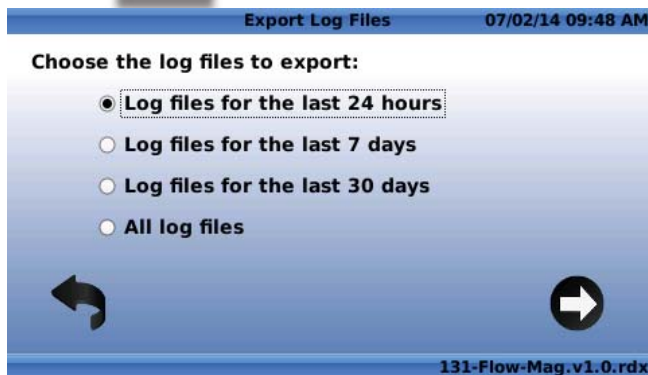 Export Log Files 07/02/14 09:48 AM
Choose the log files to export:
Log files for the last 24 hours
Log files for the last 7 days
Log files for the last 30 days
All log files
131-Flow-Mag.v1.0.rdx